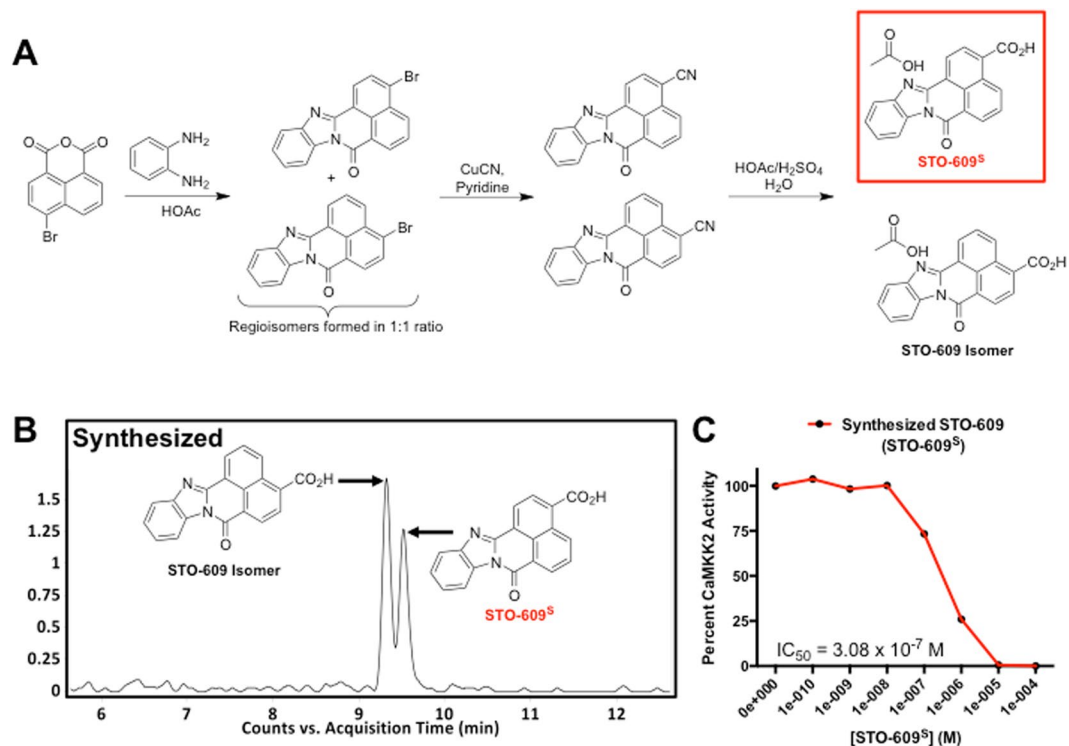 A
O
O
O
Br
NH₂
NH₂
HOAc
N
N
O
Br
+
N
N
O
Br
Regioisomers formed in 1:1 ratio
CuCN,
Pyridine
N
N
O
CN
N
N
O
CN
HOAc/H₂SO₄
H₂O
O
OH
CO₂H
N
N
O
STO-609ˢ
O
OH
N
N
O
CO₂H
STO-609 Isomer
B
Synthesized
1.5
1.25
1
0.75
0.5
0.25
0
N
N
O
CO₂H
STO-609 Isomer
CO₂H
N
N
O
STO-609ˢ
6 7 8 9 10 11 12
Counts vs. Acquisition Time (min)
C
Synthesized STO-609
(STO-609ˢ)
Percent CaMKK2 Activity
100
75
50
25
0
IC₅₀ = 3.08 x 10⁻⁷ M
0e+000 1e-010 1e-009 1e-008 1e-007 1e-006 1e-005 1e-004
[STO-609ˢ] (M)